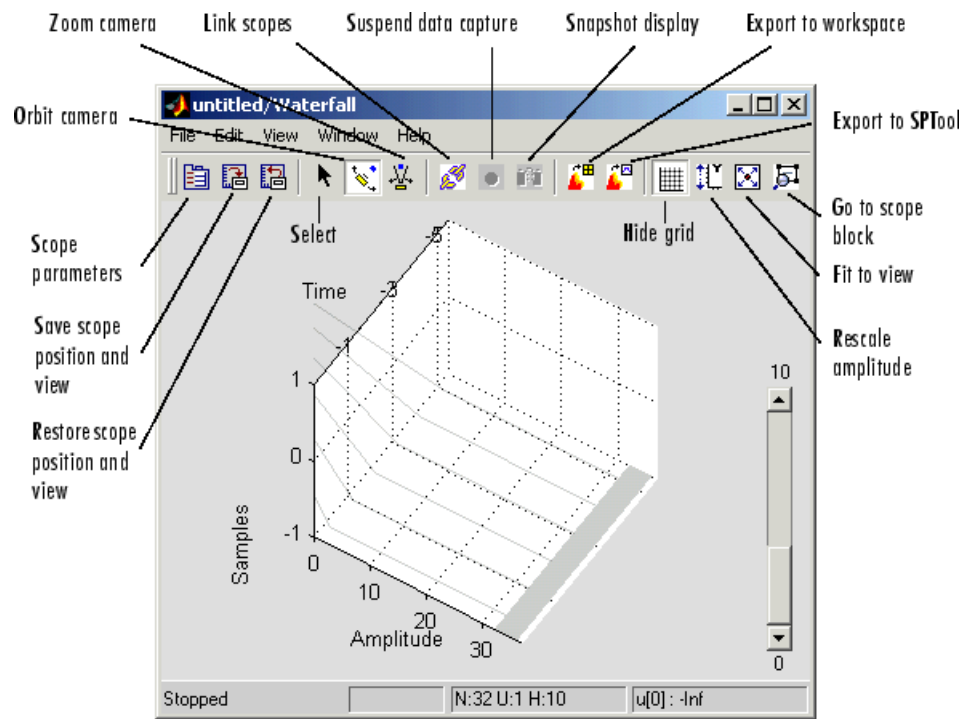 Zoom camera
Link scopes
Suspend data capture
Snapshot display
Export to workspace
Orbit camera
untitled/Waterfall
Export to SPTool
File Edit View Window Help
Scope
parameters
Select
Hide grid
Go to scope
block
Fit to view
Save scope
position and
view
Rescale
amplitude
Restore scope
position and
view
-5
Time
-3
-1
1
0
-1
Samples
0
10
20
30
Amplitude
10
0
Stopped
N:32 U:1 H:10
u[0] : -Inf